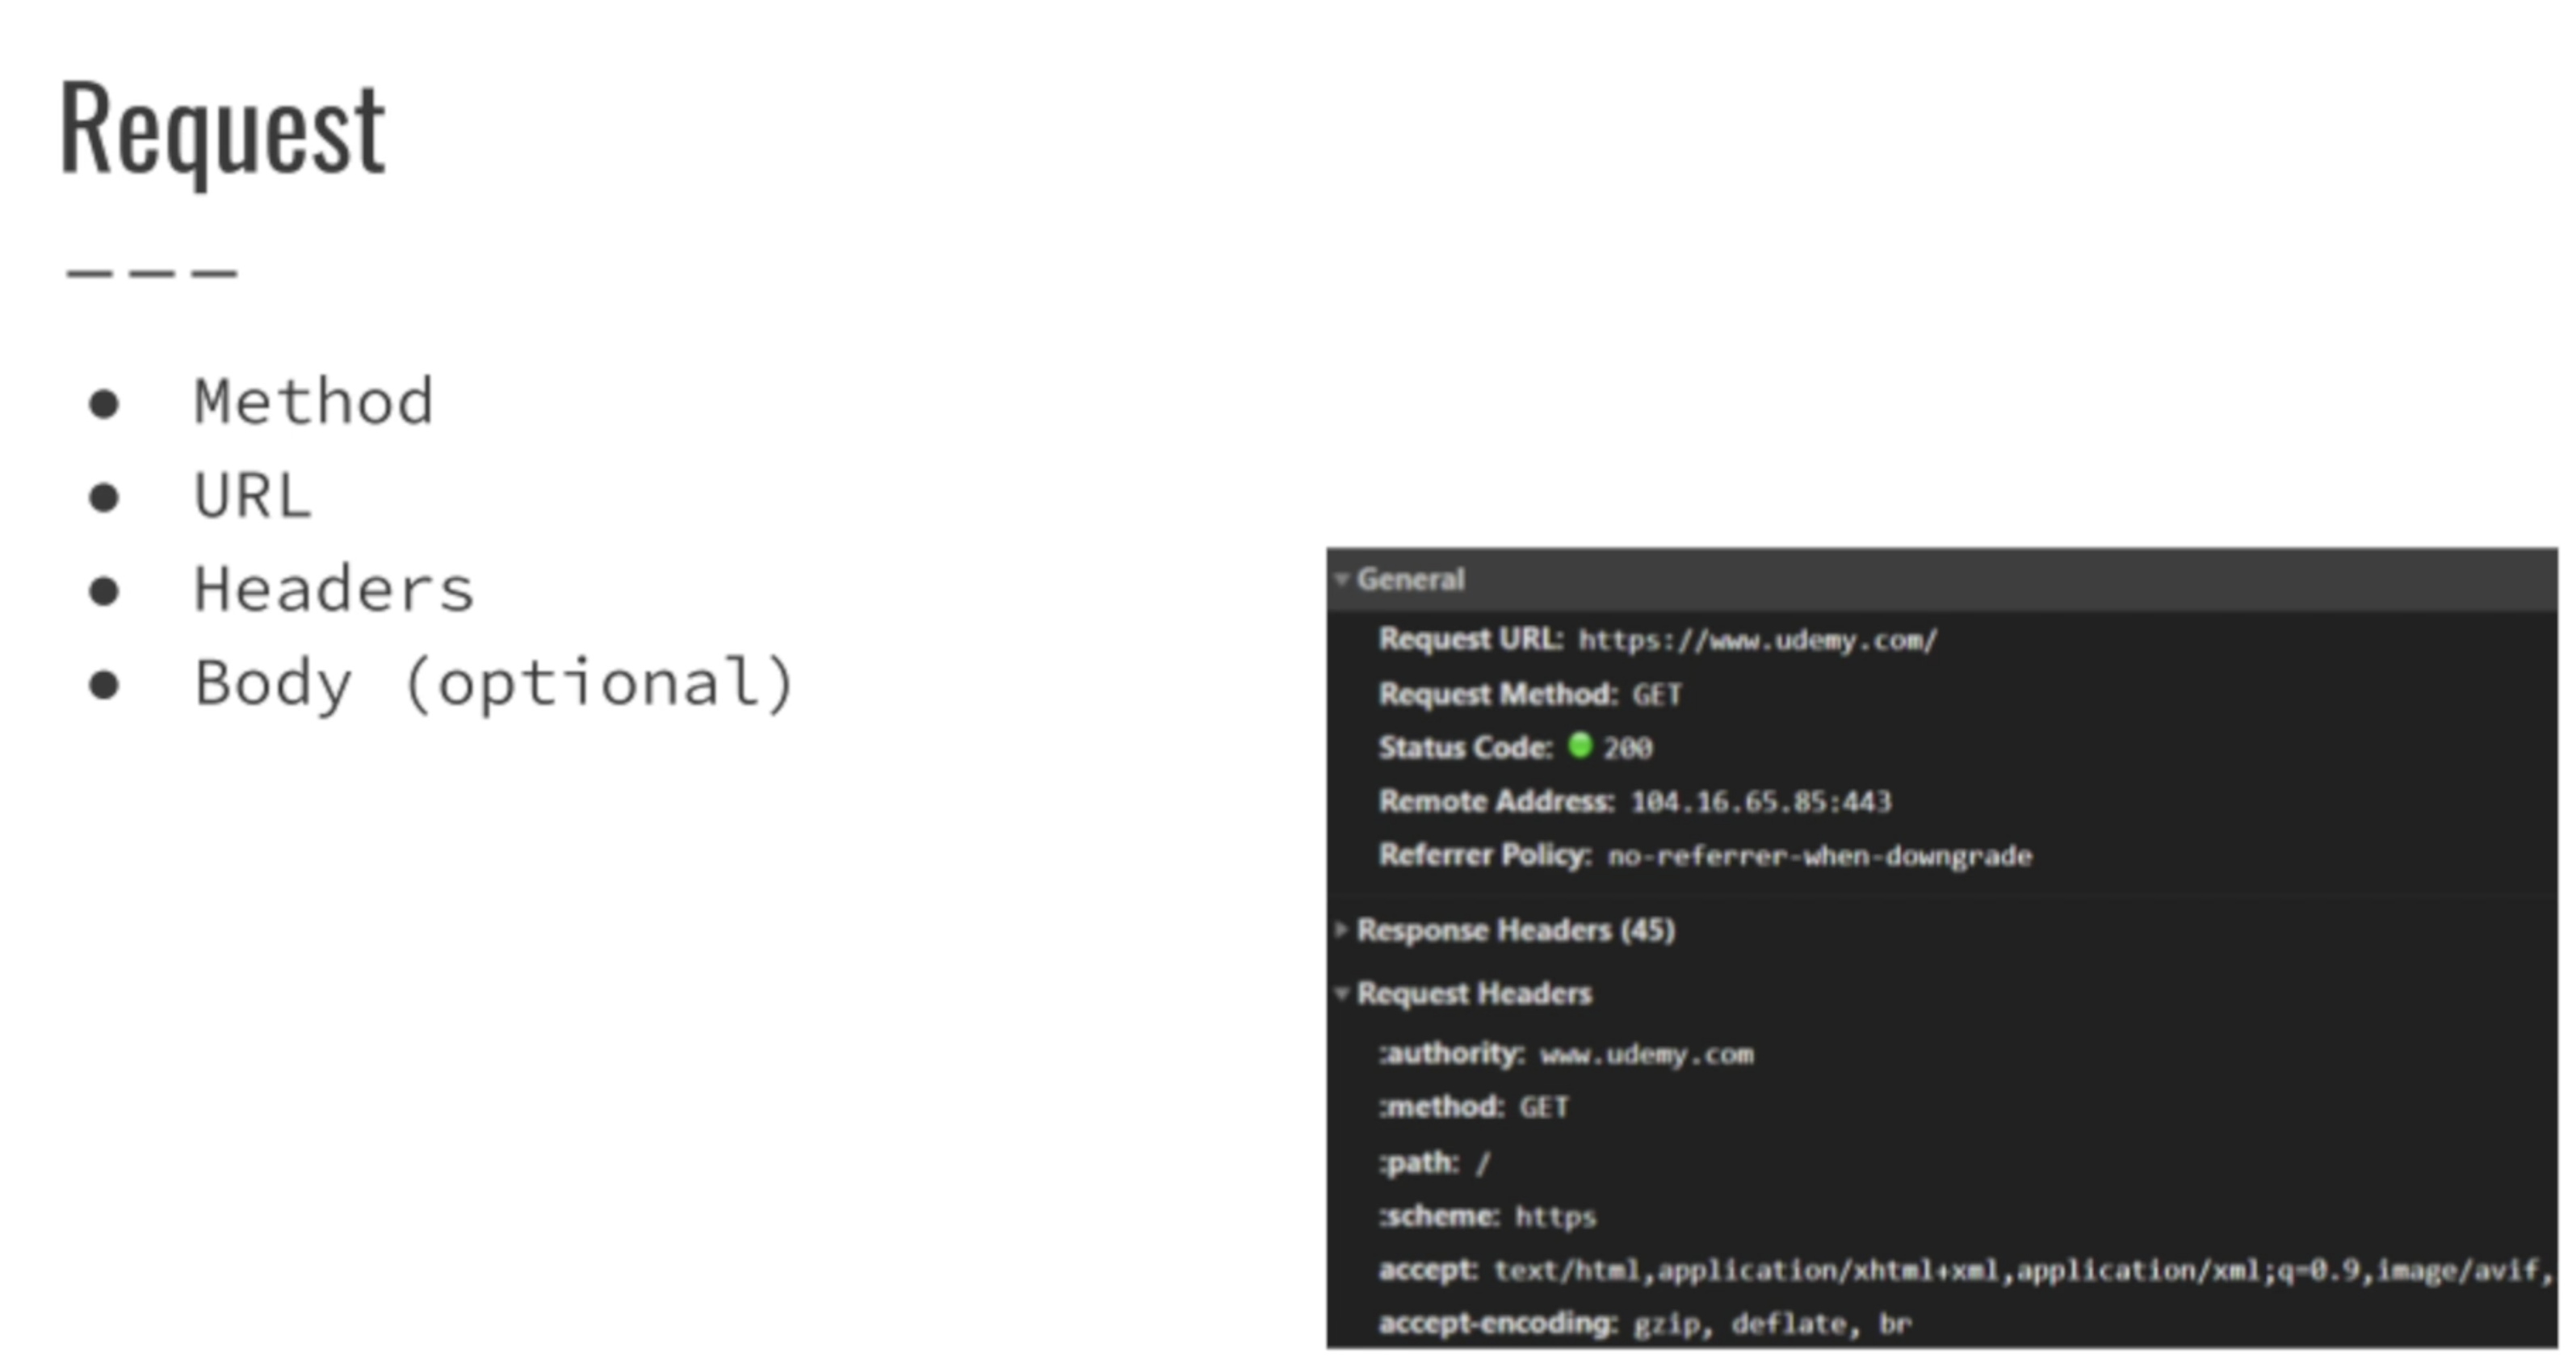 Request
———
● Method
● URL
● Headers
● Body (optional)
General
Request URL: https://www.udemy.com/
Request Method: GET
Status Code: 200
Remote Address: 104.16.65.85:443
Referrer Policy: no-referrer-when-downgrade
Response Headers (45)
Request Headers
:authority: www.udemy.com
:method: GET
:path: /
:scheme: https
accept: text/html,application/xhtml+xml,application/xml;q=0.9,image/avif,
accept-encoding: gzip, deflate, br